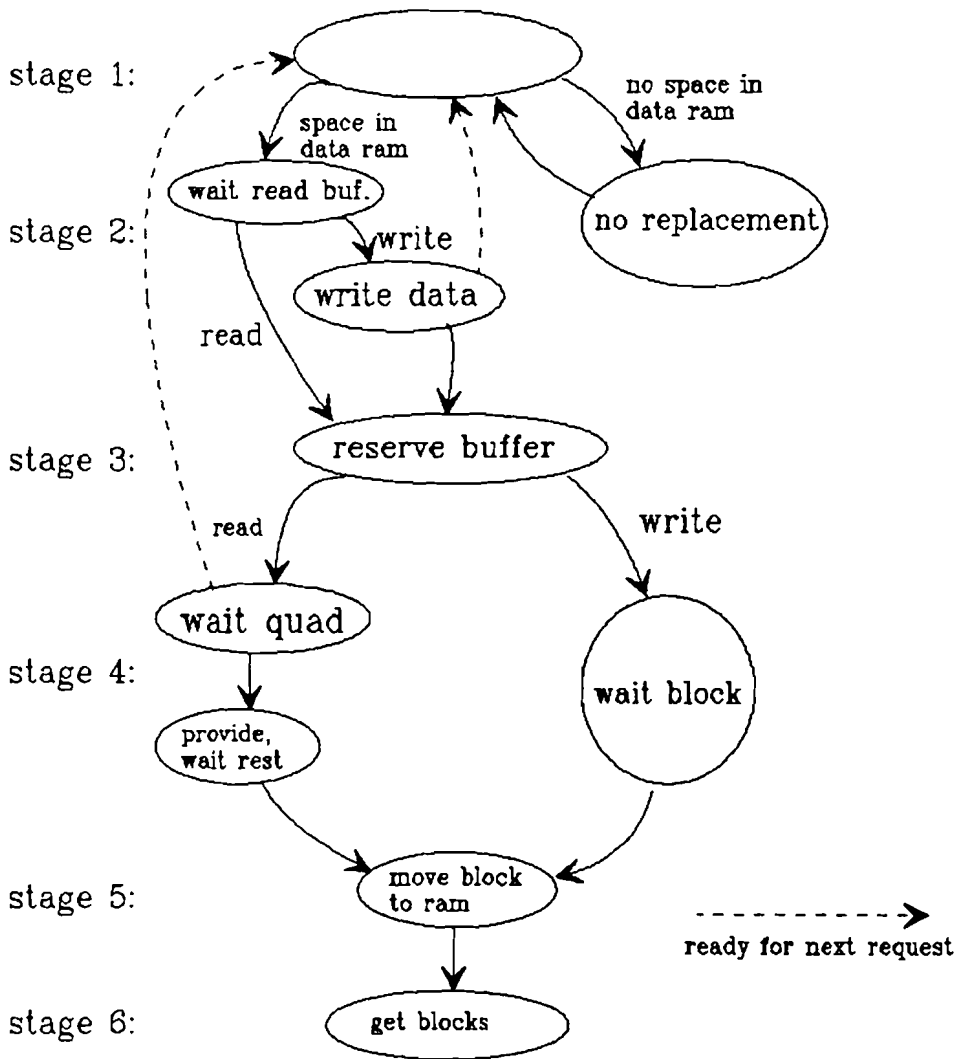 stage 1:
no space in
data ram
space in
data ram
wait read buf.
stage 2:
no replacement
write
write data
read
reserve buffer
stage 3:
read
write
wait quad
stage 4:
wait block
provide,
wait rest
move block
to ram
stage 5:
ready for next request
stage 6:
get blocks